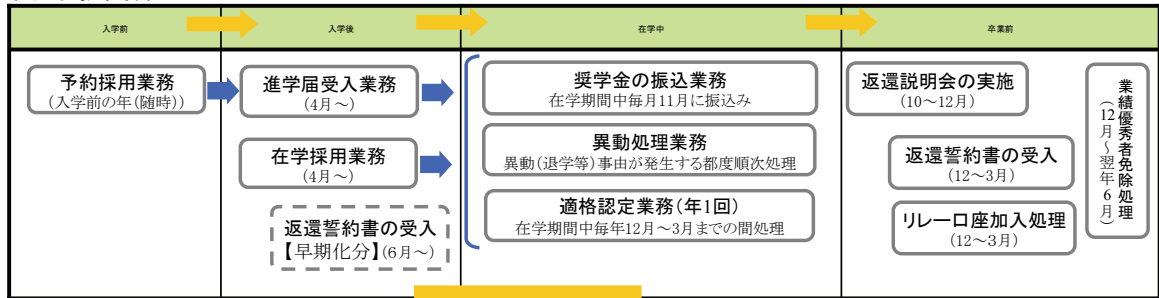 入学前
入学後
在学中
卒業前
予約採用業務
(入学前の年(随時))
進学届受入業務
(4月～)
在学採用業務
(4月～)
返還誓約書の受入
【早期化分】(6月～)
奨学金の振込業務
在学期間中毎月11月に振込み
異動処理業務
異動(退学等)事由が発生する都度順次処理
適格認定業務(年1回)
在学期間中毎年12月～3月までの間処理
返還説明会の実施
(10～12月)
返還誓約書の受入
(12～3月)
リレー口座加入処理
(12～3月)
業績優秀者免除処理
(12月～翌年6月)